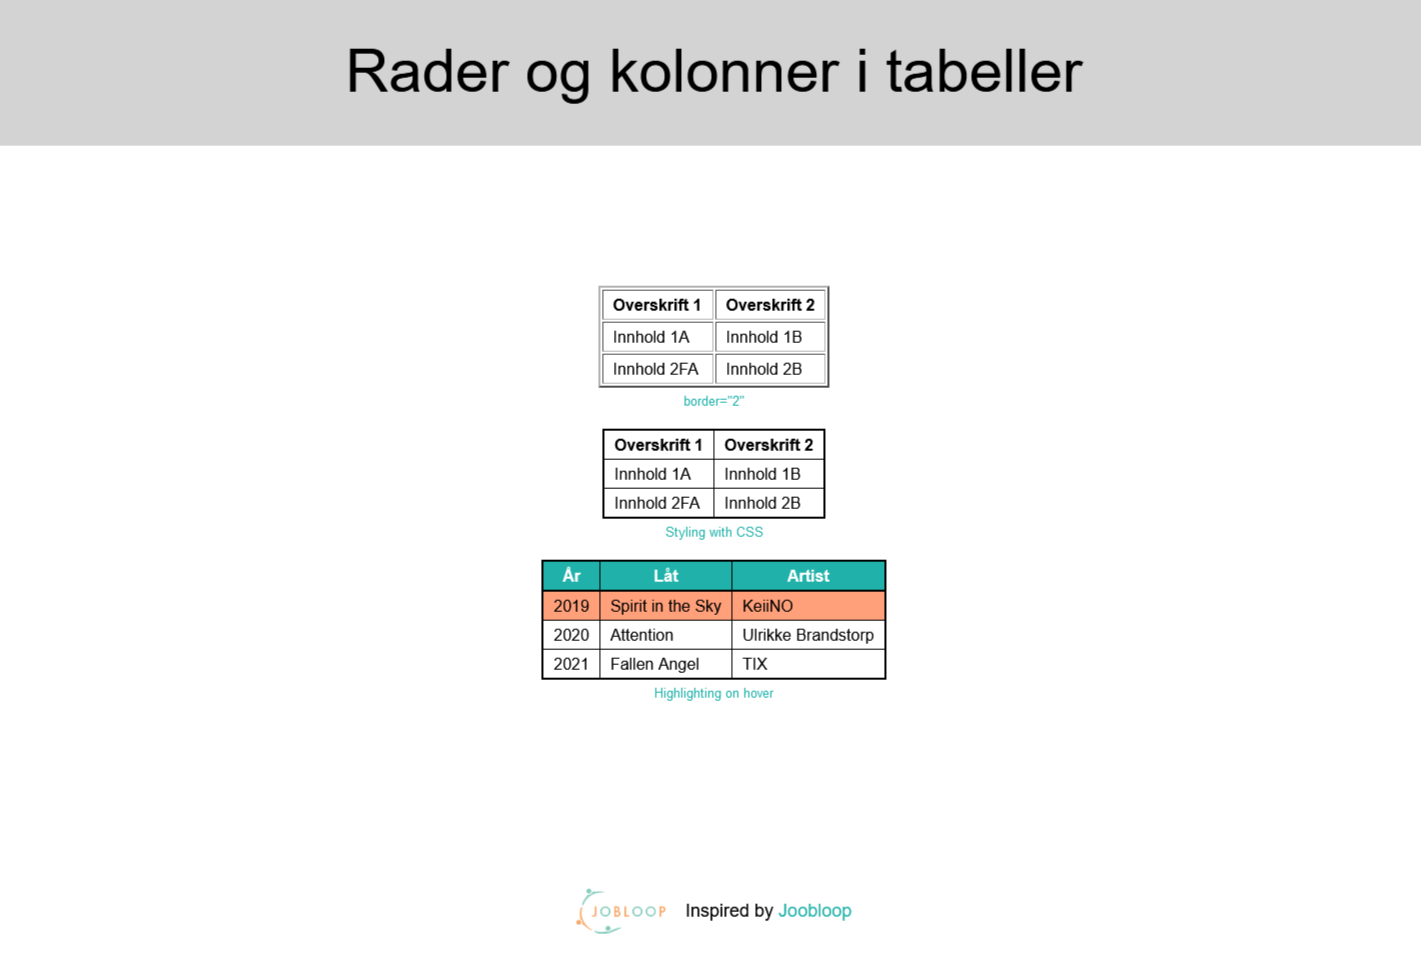 Rader og kolonner i tabeller
Overskrift 1 Overskrift 2
Innhold 1A Innhold 1B
Innhold 2FA Innhold 2B
border="2"
Overskrift 1 Overskrift 2
Innhold 1A Innhold 1B
Innhold 2FA Innhold 2B
Styling with CSS
År Låt Artist
2019 Spirit in the Sky KeiiNO
2020 Attention Ulrikke Brandstorp
2021 Fallen Angel TIX
Highlighting on hover
JOBLOOP Inspired by Joobloop